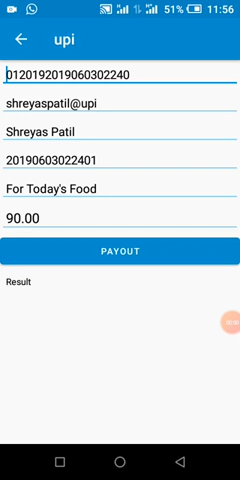 51% 11:56
upi
0120192019060302240
shreyaspatil@upi
Shreyas Patil
20190603022401
For Today's Food
90.00
PAYOUT
Result